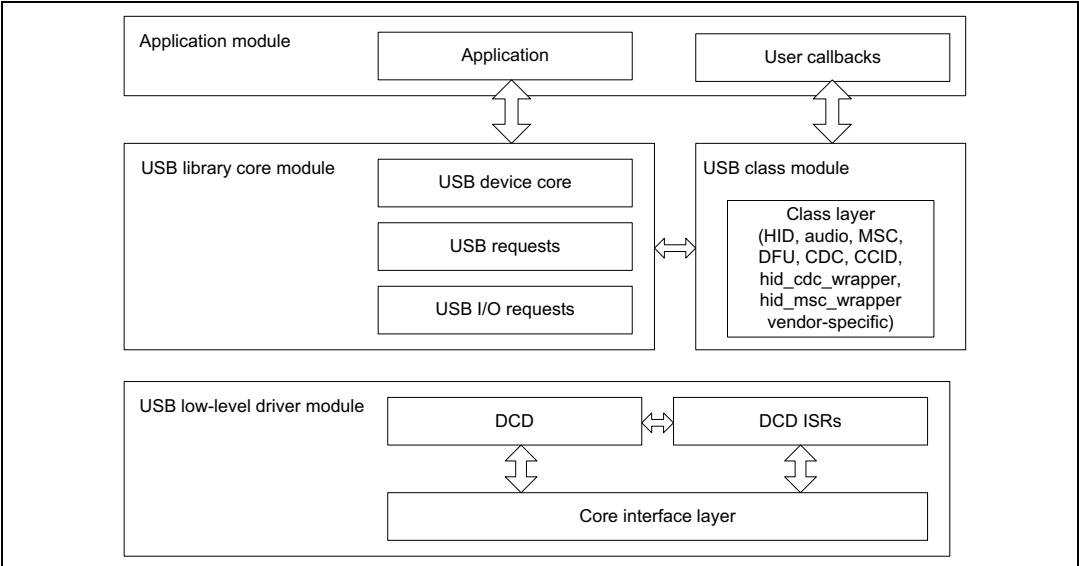 Application module
Application
User callbacks
USB library core module
USB device core
USB requests
USB I/O requests
USB class module
Class layer
(HID, audio, MSC,
DFU, CDC, CCID,
hid_cdc_wrapper,
hid_msc_wrapper
vendor-specific)
USB low-level driver module
DCD
DCD ISRs
Core interface layer